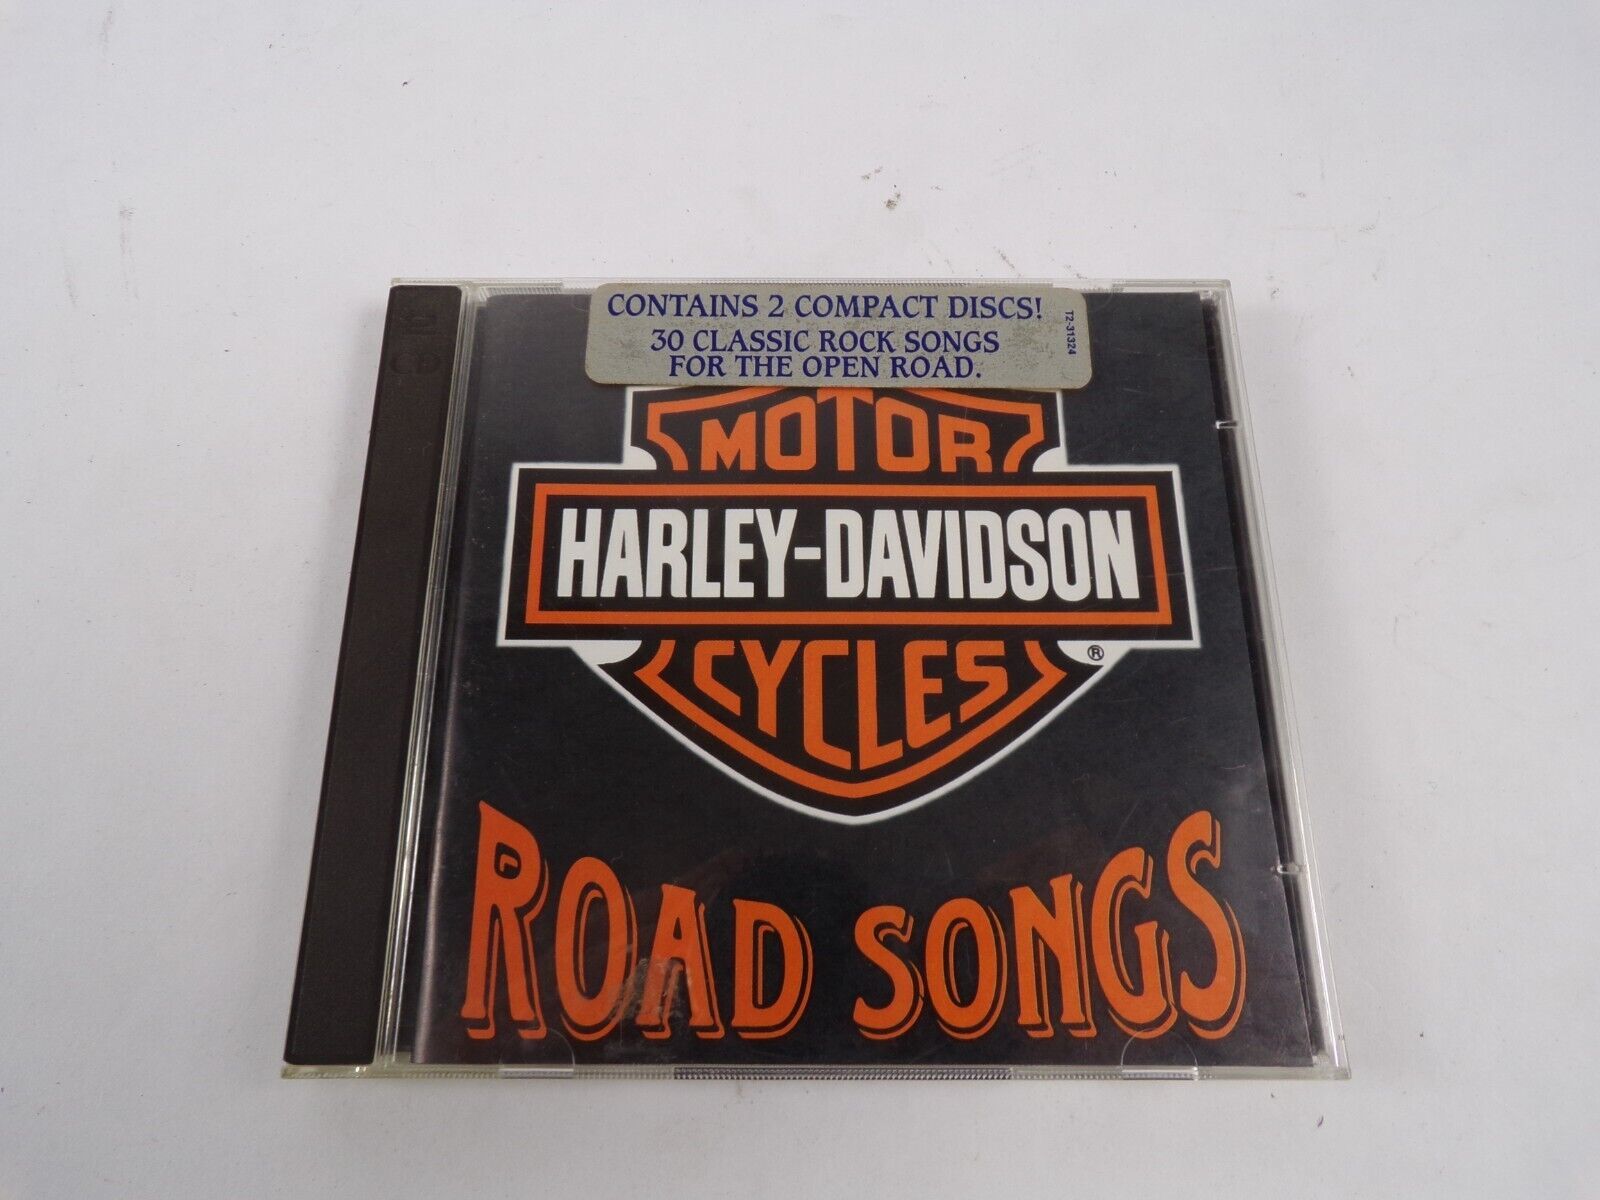 CONTAINS 2 COMPACT DISCS!
30 CLASSIC ROCK SONGS
FOR THE OPEN ROAD.
T2-31324
MOTOR
HARLEY-DAVIDSON
CYCLES
®
ROAD SONGS
CD